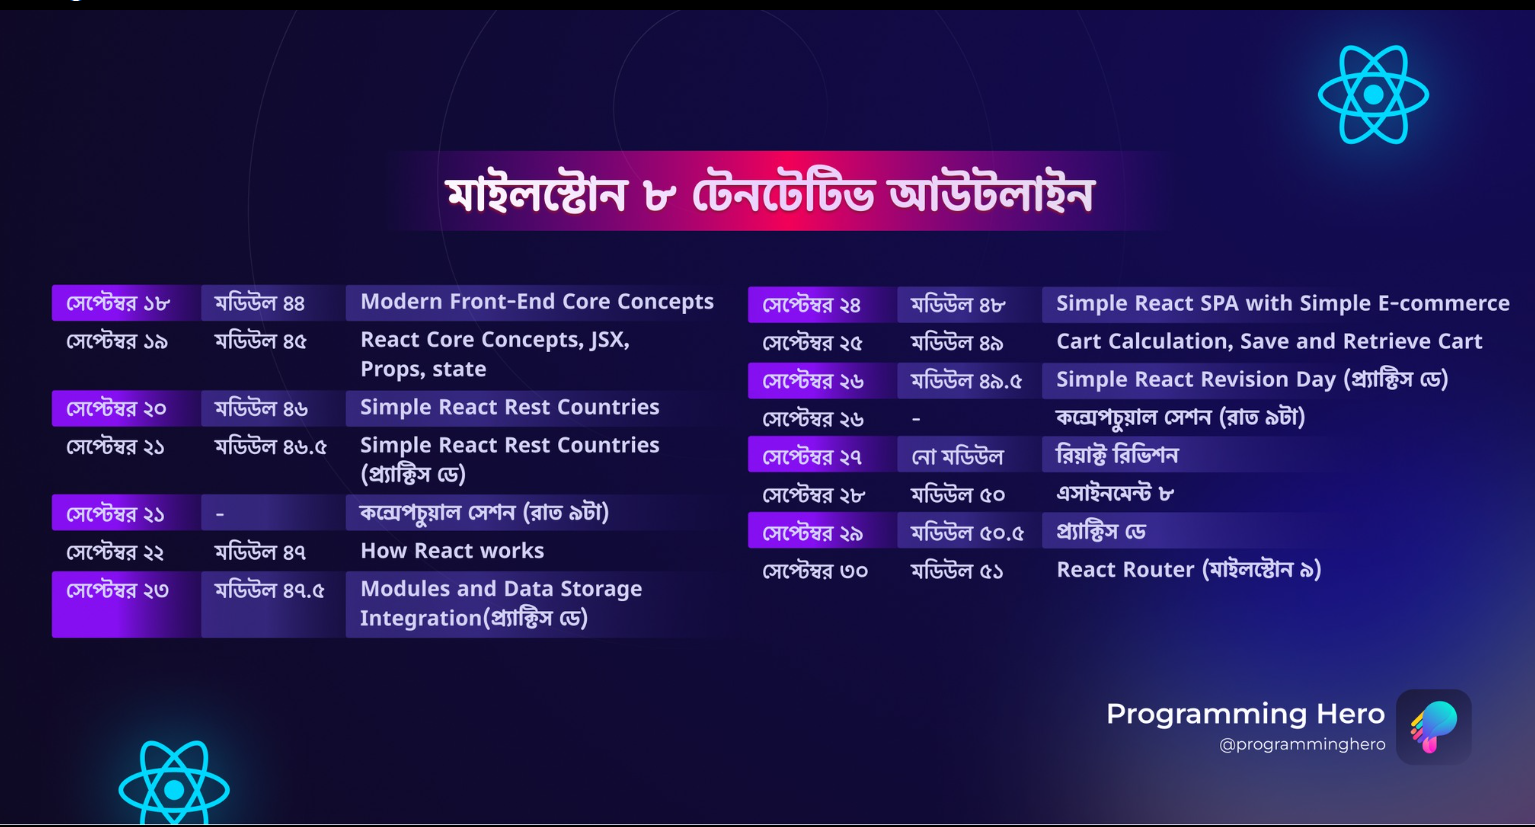 মাইলস্টোন ৮ টেনটেটিভ আউটলাইন
সেপ্টেম্বর ১৮ মডিউল ৪৪ Modern Front-End Core Concepts
সেপ্টেম্বর ১৯ মডিউল ৪৫ React Core Concepts, JSX,
Props, state
সেপ্টেম্বর ২০ মডিউল ৪৬ Simple React Rest Countries
সেপ্টেম্বর ২১ মডিউল ৪৬.৫ Simple React Rest Countries
(প্র্যাক্টিস ডে)
সেপ্টেম্বর ২১ - কন্সেপচুয়াল সেশন (রাত ৯টা)
সেপ্টেম্বর ২২ মডিউল ৪৭ How React works
সেপ্টেম্বর ২৩ মডিউল ৪৭.৫ Modules and Data Storage
Integration(প্র্যাক্টিস ডে)
সেপ্টেম্বর ২৪ মডিউল ৪৮ Simple React SPA with Simple E-commerce
সেপ্টেম্বর ২৫ মডিউল ৪৯ Cart Calculation, Save and Retrieve Cart
সেপ্টেম্বর ২৬ মডিউল ৪৯.৫ Simple React Revision Day (প্র্যাক্টিস ডে)
সেপ্টেম্বর ২৬ - কন্সেপচুয়াল সেশন (রাত ৯টা)
সেপ্টেম্বর ২৭ নো মডিউল রিয়াক্ট রিভিশন
সেপ্টেম্বর ২৮ মডিউল ৫০ এসাইনমেন্ট ৮
সেপ্টেম্বর ২৯ মডিউল ৫০.৫ প্র্যাক্টিস ডে
সেপ্টেম্বর ৩০ মডিউল ৫১ React Router (মাইলস্টোন ৯)
Programming Hero
@programminghero